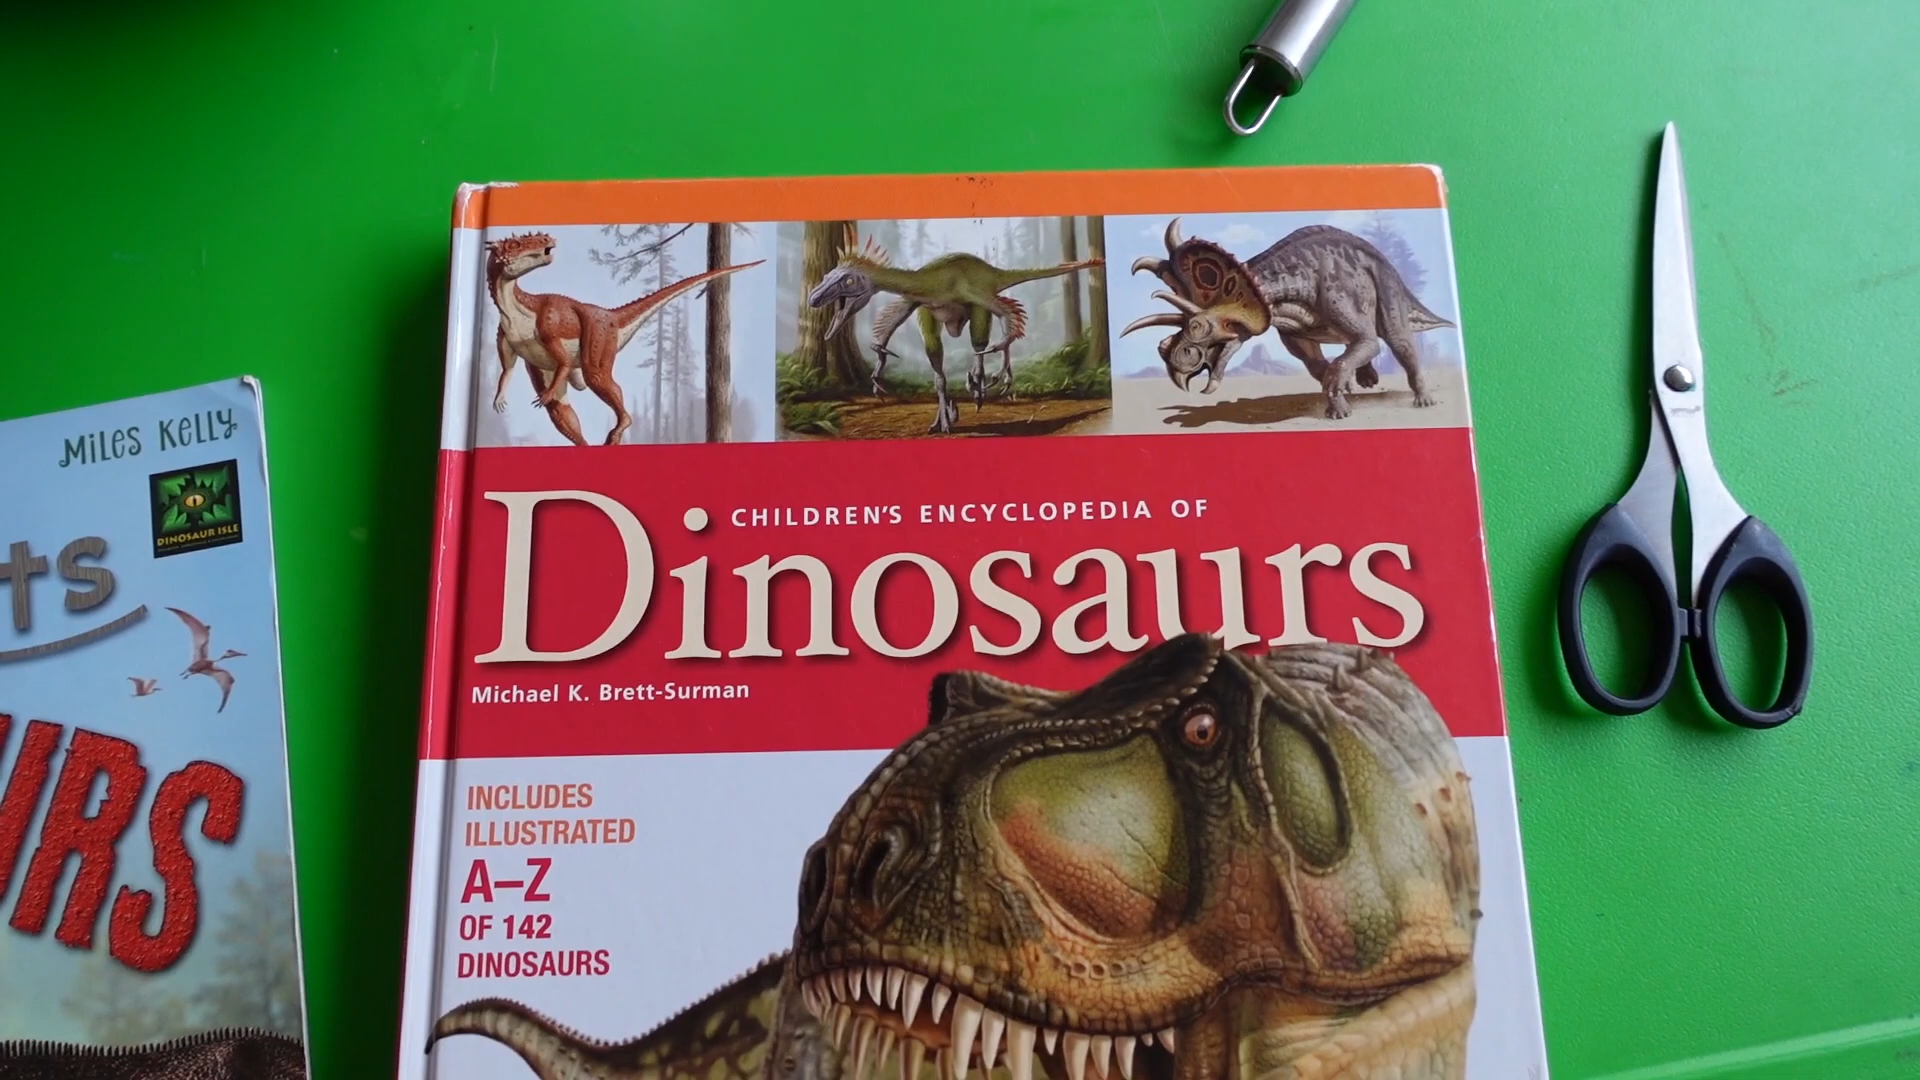 MiLES KELLY
DINOSAUR ISLE
ts
URS
CHILDREN'S ENCYCLOPEDIA OF
Dinosaurs
Michael K. Brett-Surman
INCLUDES
ILLUSTRATED
A–Z
OF 142
DINOSAURS